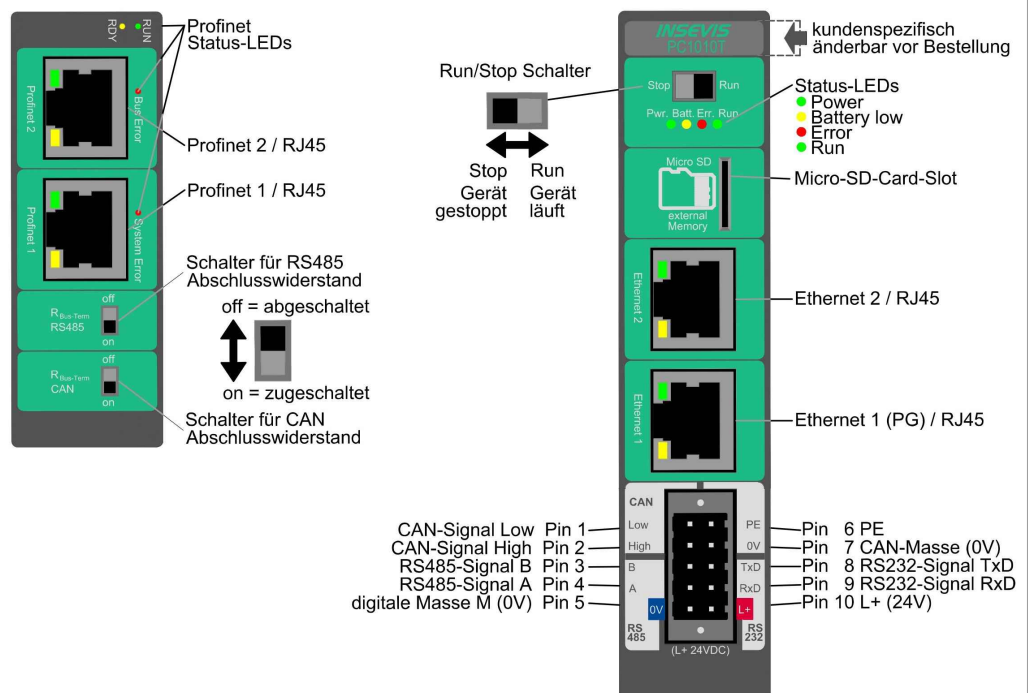 RDY
RUN
Profinet
Status-LEDs
Profinet 2
Bus Error
Profinet 2 / RJ45
Profinet 1
System Error
Profinet 1 / RJ45
Schalter für RS485
Abschlusswiderstand
off
R Bus-Term
RS485
on
off = abgeschaltet
on = zugeschaltet
off
R Bus-Term
CAN
on
Schalter für CAN
Abschlusswiderstand
INSEVIS
PC1010T
kundenspezifisch
änderbar vor Bestellung
Run/Stop Schalter
Stop
Run
Stop Run
Gerät Gerät
gestoppt läuft
Pwr. Batt. Err. Run
Status-LEDs
Power
Battery low
Error
Run
Micro SD
external
Memory
Micro-SD-Card-Slot
Ethernet 2
Ethernet 2 / RJ45
Ethernet 1
Ethernet 1 (PG) / RJ45
CAN
CAN-Signal Low Pin 1
Low
PE
Pin 6 PE
CAN-Signal High Pin 2
High
0V
Pin 7 CAN-Masse (0V)
RS485-Signal B Pin 3
B
TxD
Pin 8 RS232-Signal TxD
RS485-Signal A Pin 4
A
RxD
Pin 9 RS232-Signal RxD
digitale Masse M (0V) Pin 5
0V
L+
Pin 10 L+ (24V)
RS
485
RS
232
(L+ 24VDC)